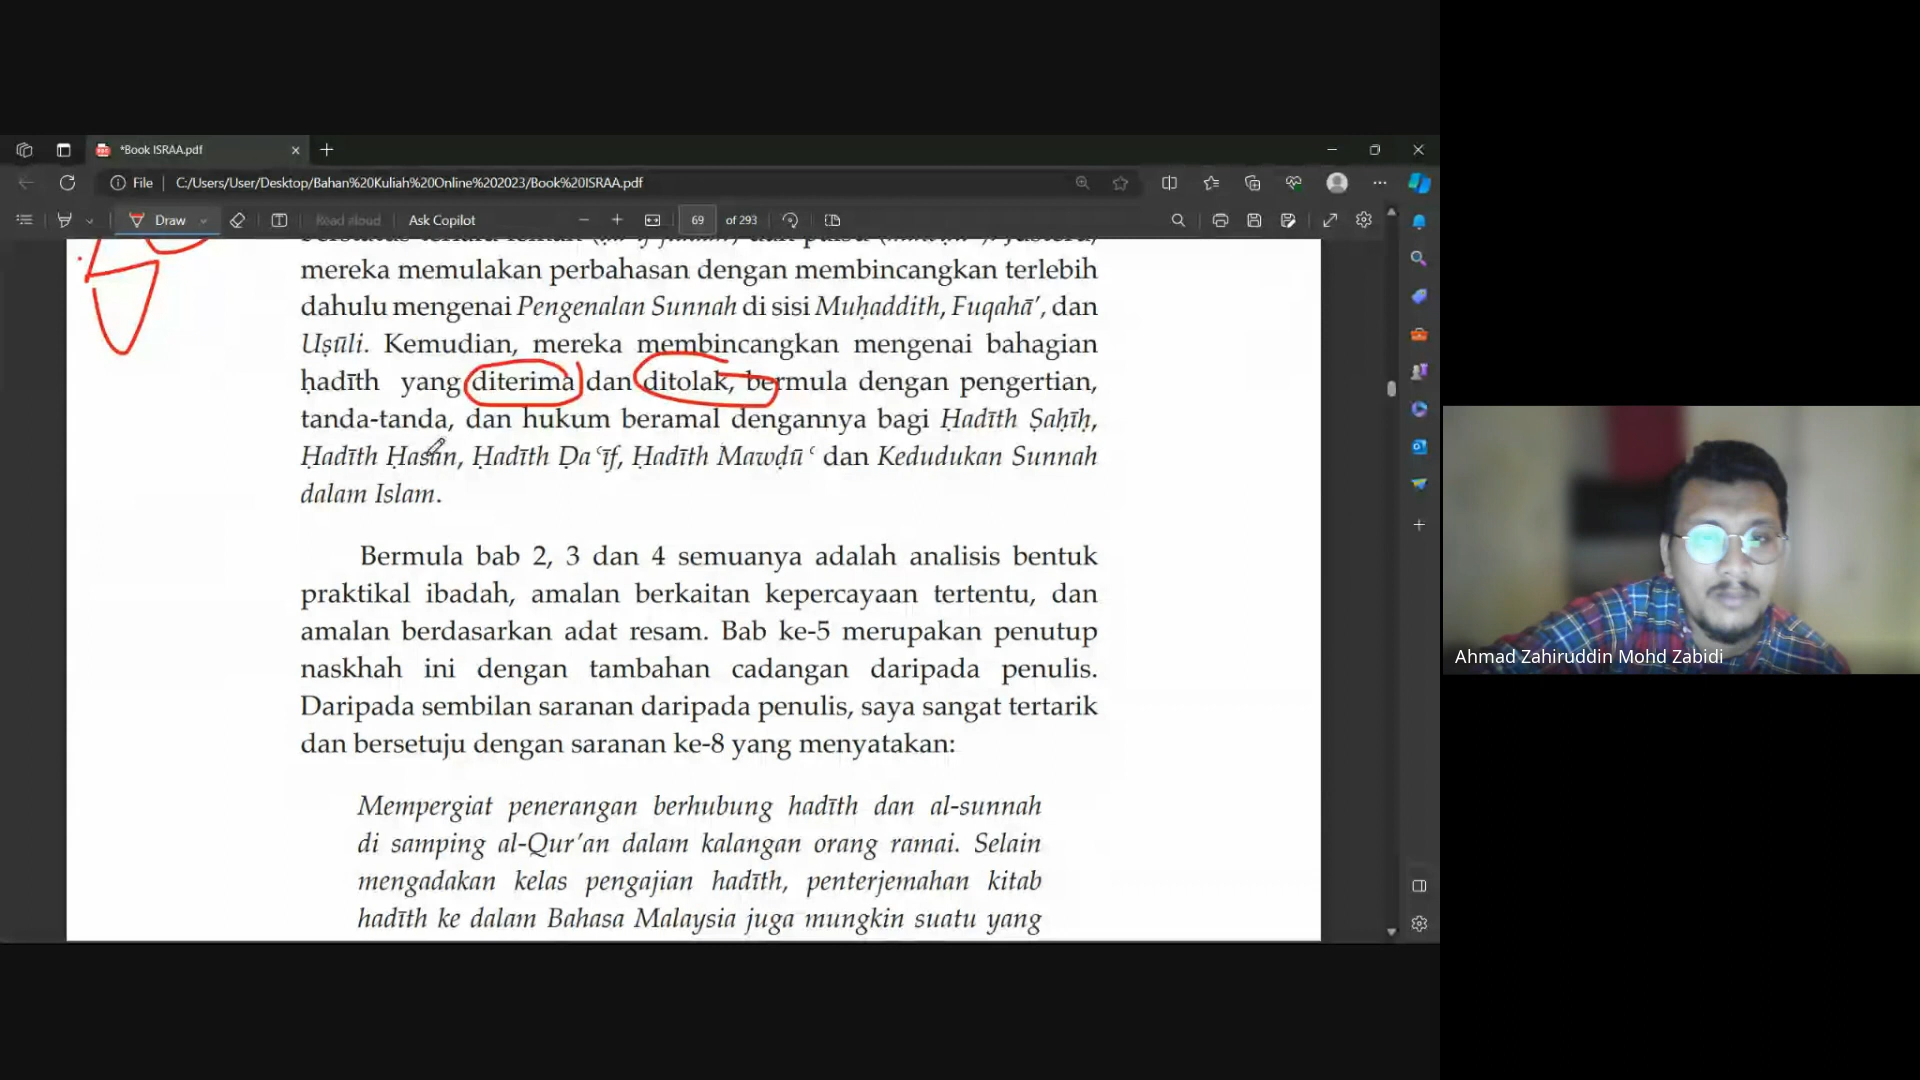 *Book ISRAA.pdf
File C:/Users/User/Desktop/Bahan%20Kuliah%20Online%202023/Book%20ISRAA.pdf
Draw Read aloud Ask Copilot 69 of 293
mereka memulakan perbahasan dengan membincangkan terlebih
dahulu mengenai Pengenalan Sunnah di sisi Muḥaddith, Fuqahā’, dan
Uṣūli. Kemudian, mereka membincangkan mengenai bahagian
ḥadīth yang diterima dan ditolak, bermula dengan pengertian,
tanda-tanda, dan hukum beramal dengannya bagi Ḥadīth Ṣaḥīḥ,
Ḥadīth Ḥasan, Ḥadīth Ḍaʿīf, Ḥadīth Mawḍūʿ dan Kedudukan Sunnah
dalam Islam.
Bermula bab 2, 3 dan 4 semuanya adalah analisis bentuk
praktikal ibadah, amalan berkaitan kepercayaan tertentu, dan
amalan berdasarkan adat resam. Bab ke-5 merupakan penutup
naskhah ini dengan tambahan cadangan daripada penulis.
Daripada sembilan saranan daripada penulis, saya sangat tertarik
dan bersetuju dengan saranan ke-8 yang menyatakan:
Mempergiat penerangan berhubung hadīth dan al-sunnah
di samping al-Qur’an dalam kalangan orang ramai. Selain
mengadakan kelas pengajian hadīth, penterjemahan kitab
hadīth ke dalam Bahasa Malaysia juga mungkin suatu yang
Ahmad Zahiruddin Mohd Zabidi